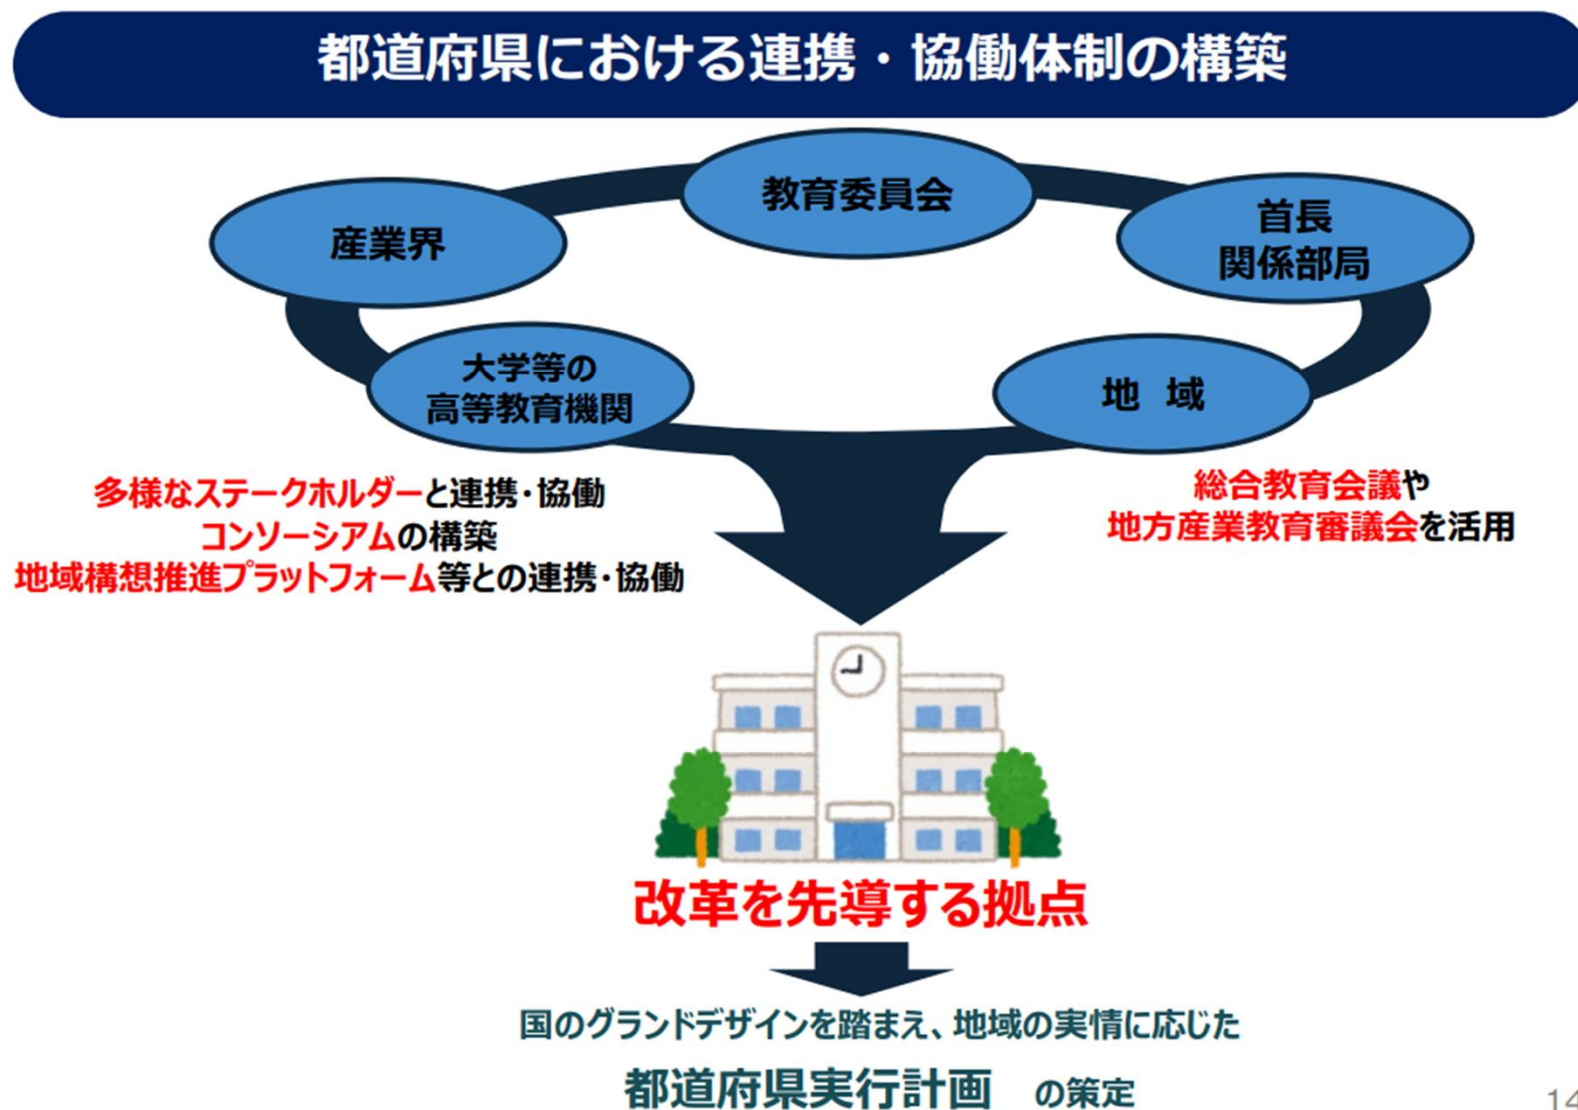 都道府県における連携・協働体制の構築
教育委員会
産業界
首長
関係部局
大学等の
高等教育機関
地 域
多様なステークホルダーと連携・協働
コンソーシアムの構築
地域構想推進プラットフォーム等との連携・協働
総合教育会議や
地方産業教育審議会を活用
改革を先導する拠点
国のグランドデザインを踏まえ、地域の実情に応じた
都道府県実行計画 の策定
14